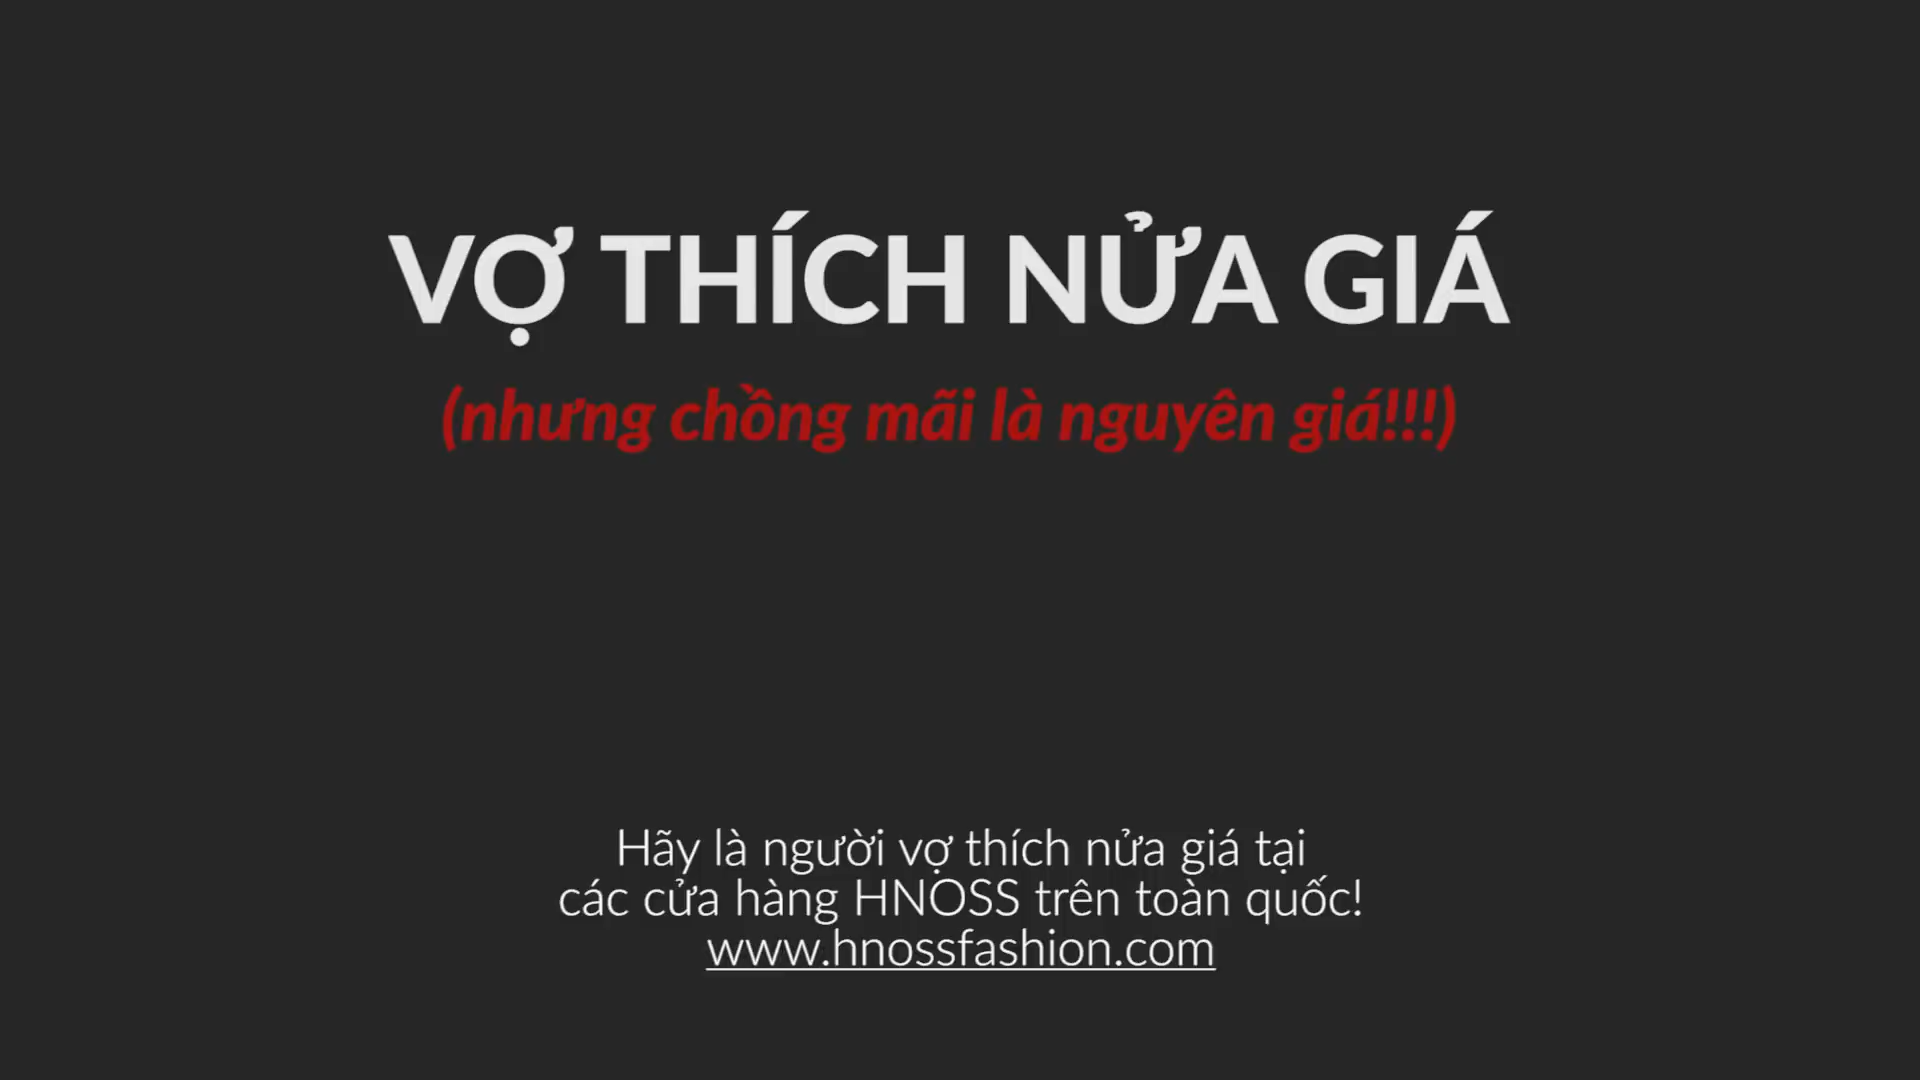 VỢ THÍCH NỬA GIÁ
(nhưng chồng mãi là nguyên giá!!!)
Hãy là người vợ thích nửa giá tại
các cửa hàng HNOSS trên toàn quốc!
www.hnossfashion.com